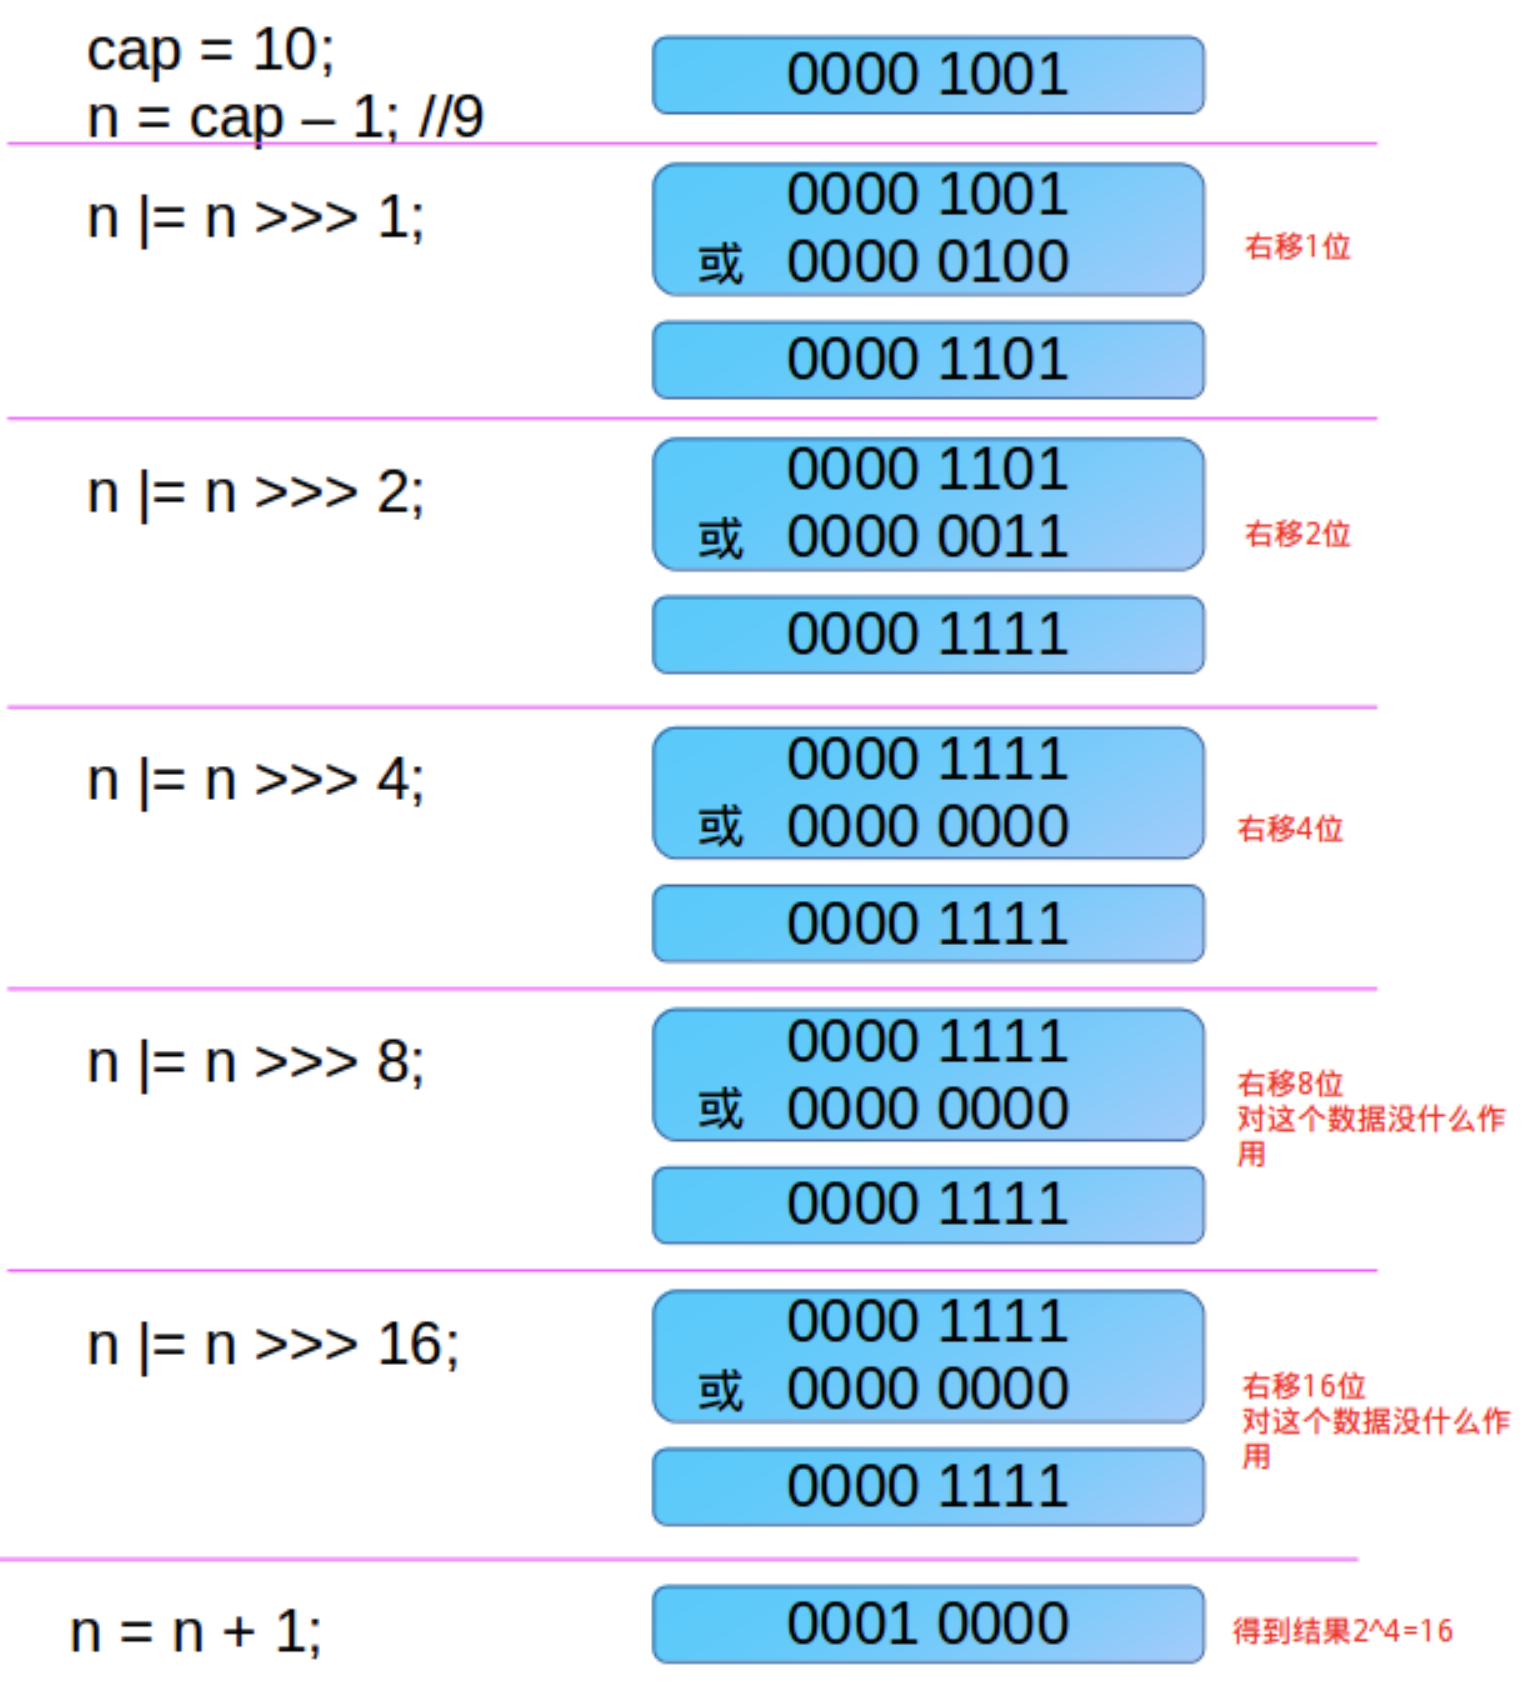 cap = 10;
n = cap – 1; //9
0000 1001
n |= n >>> 1;
0000 1001
或 0000 0100
右移1位
0000 1101
n |= n >>> 2;
0000 1101
或 0000 0011
右移2位
0000 1111
n |= n >>> 4;
0000 1111
或 0000 0000
右移4位
0000 1111
n |= n >>> 8;
0000 1111
或 0000 0000
右移8位
对这个数据没什么作
用
0000 1111
n |= n >>> 16;
0000 1111
或 0000 0000
右移16位
对这个数据没什么作
用
0000 1111
n = n + 1;
0001 0000
得到结果2^4=16